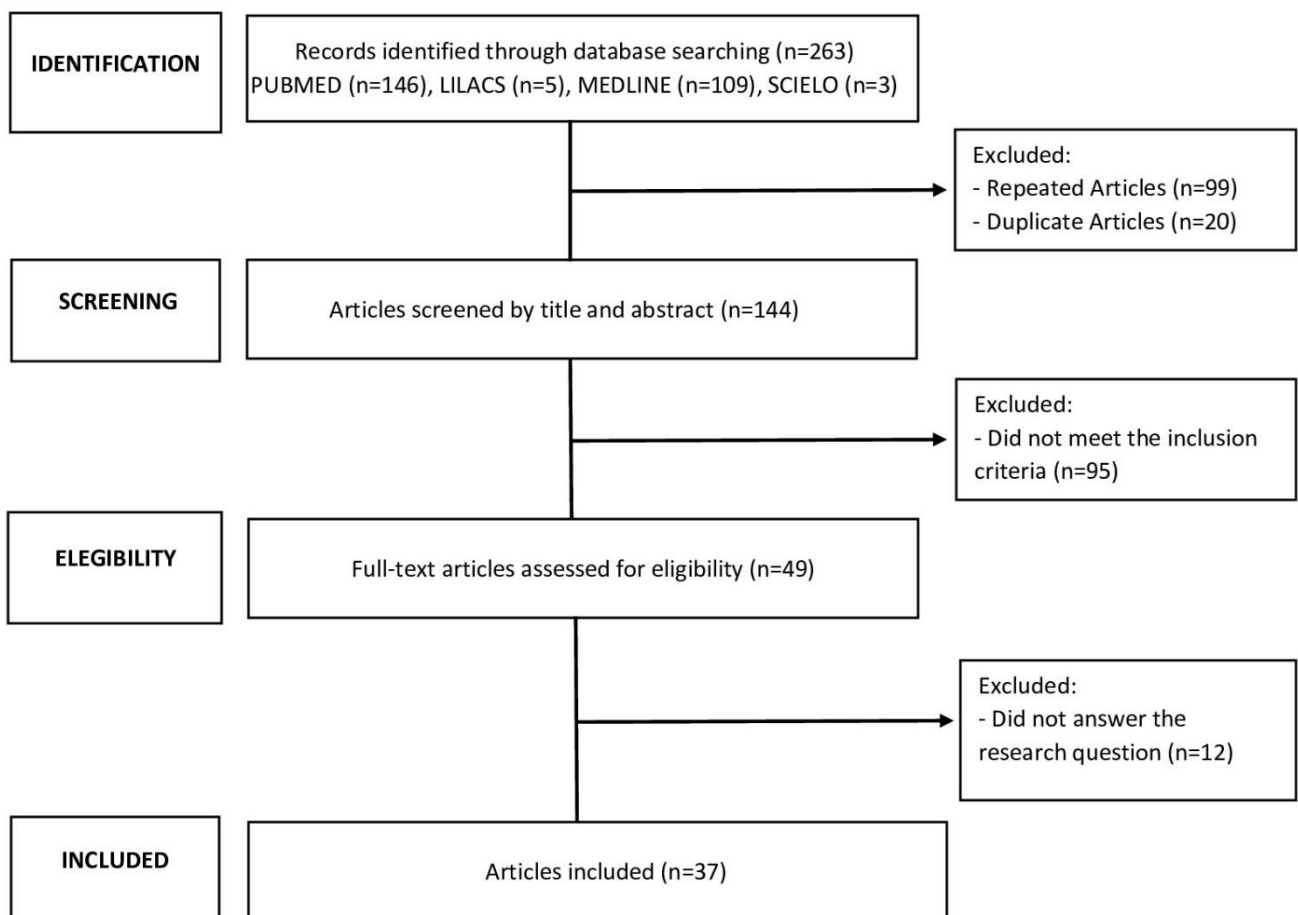 IDENTIFICATION
Records identified through database searching (n=263)
PUBMED (n=146), LILACS (n=5), MEDLINE (n=109), SCIELO (n=3)
Excluded:
- Repeated Articles (n=99)
- Duplicate Articles (n=20)
SCREENING
Articles screened by title and abstract (n=144)
Excluded:
- Did not meet the inclusion
criteria (n=95)
ELEGIBILITY
Full-text articles assessed for eligibility (n=49)
Excluded:
- Did not answer the
research question (n=12)
INCLUDED
Articles included (n=37)